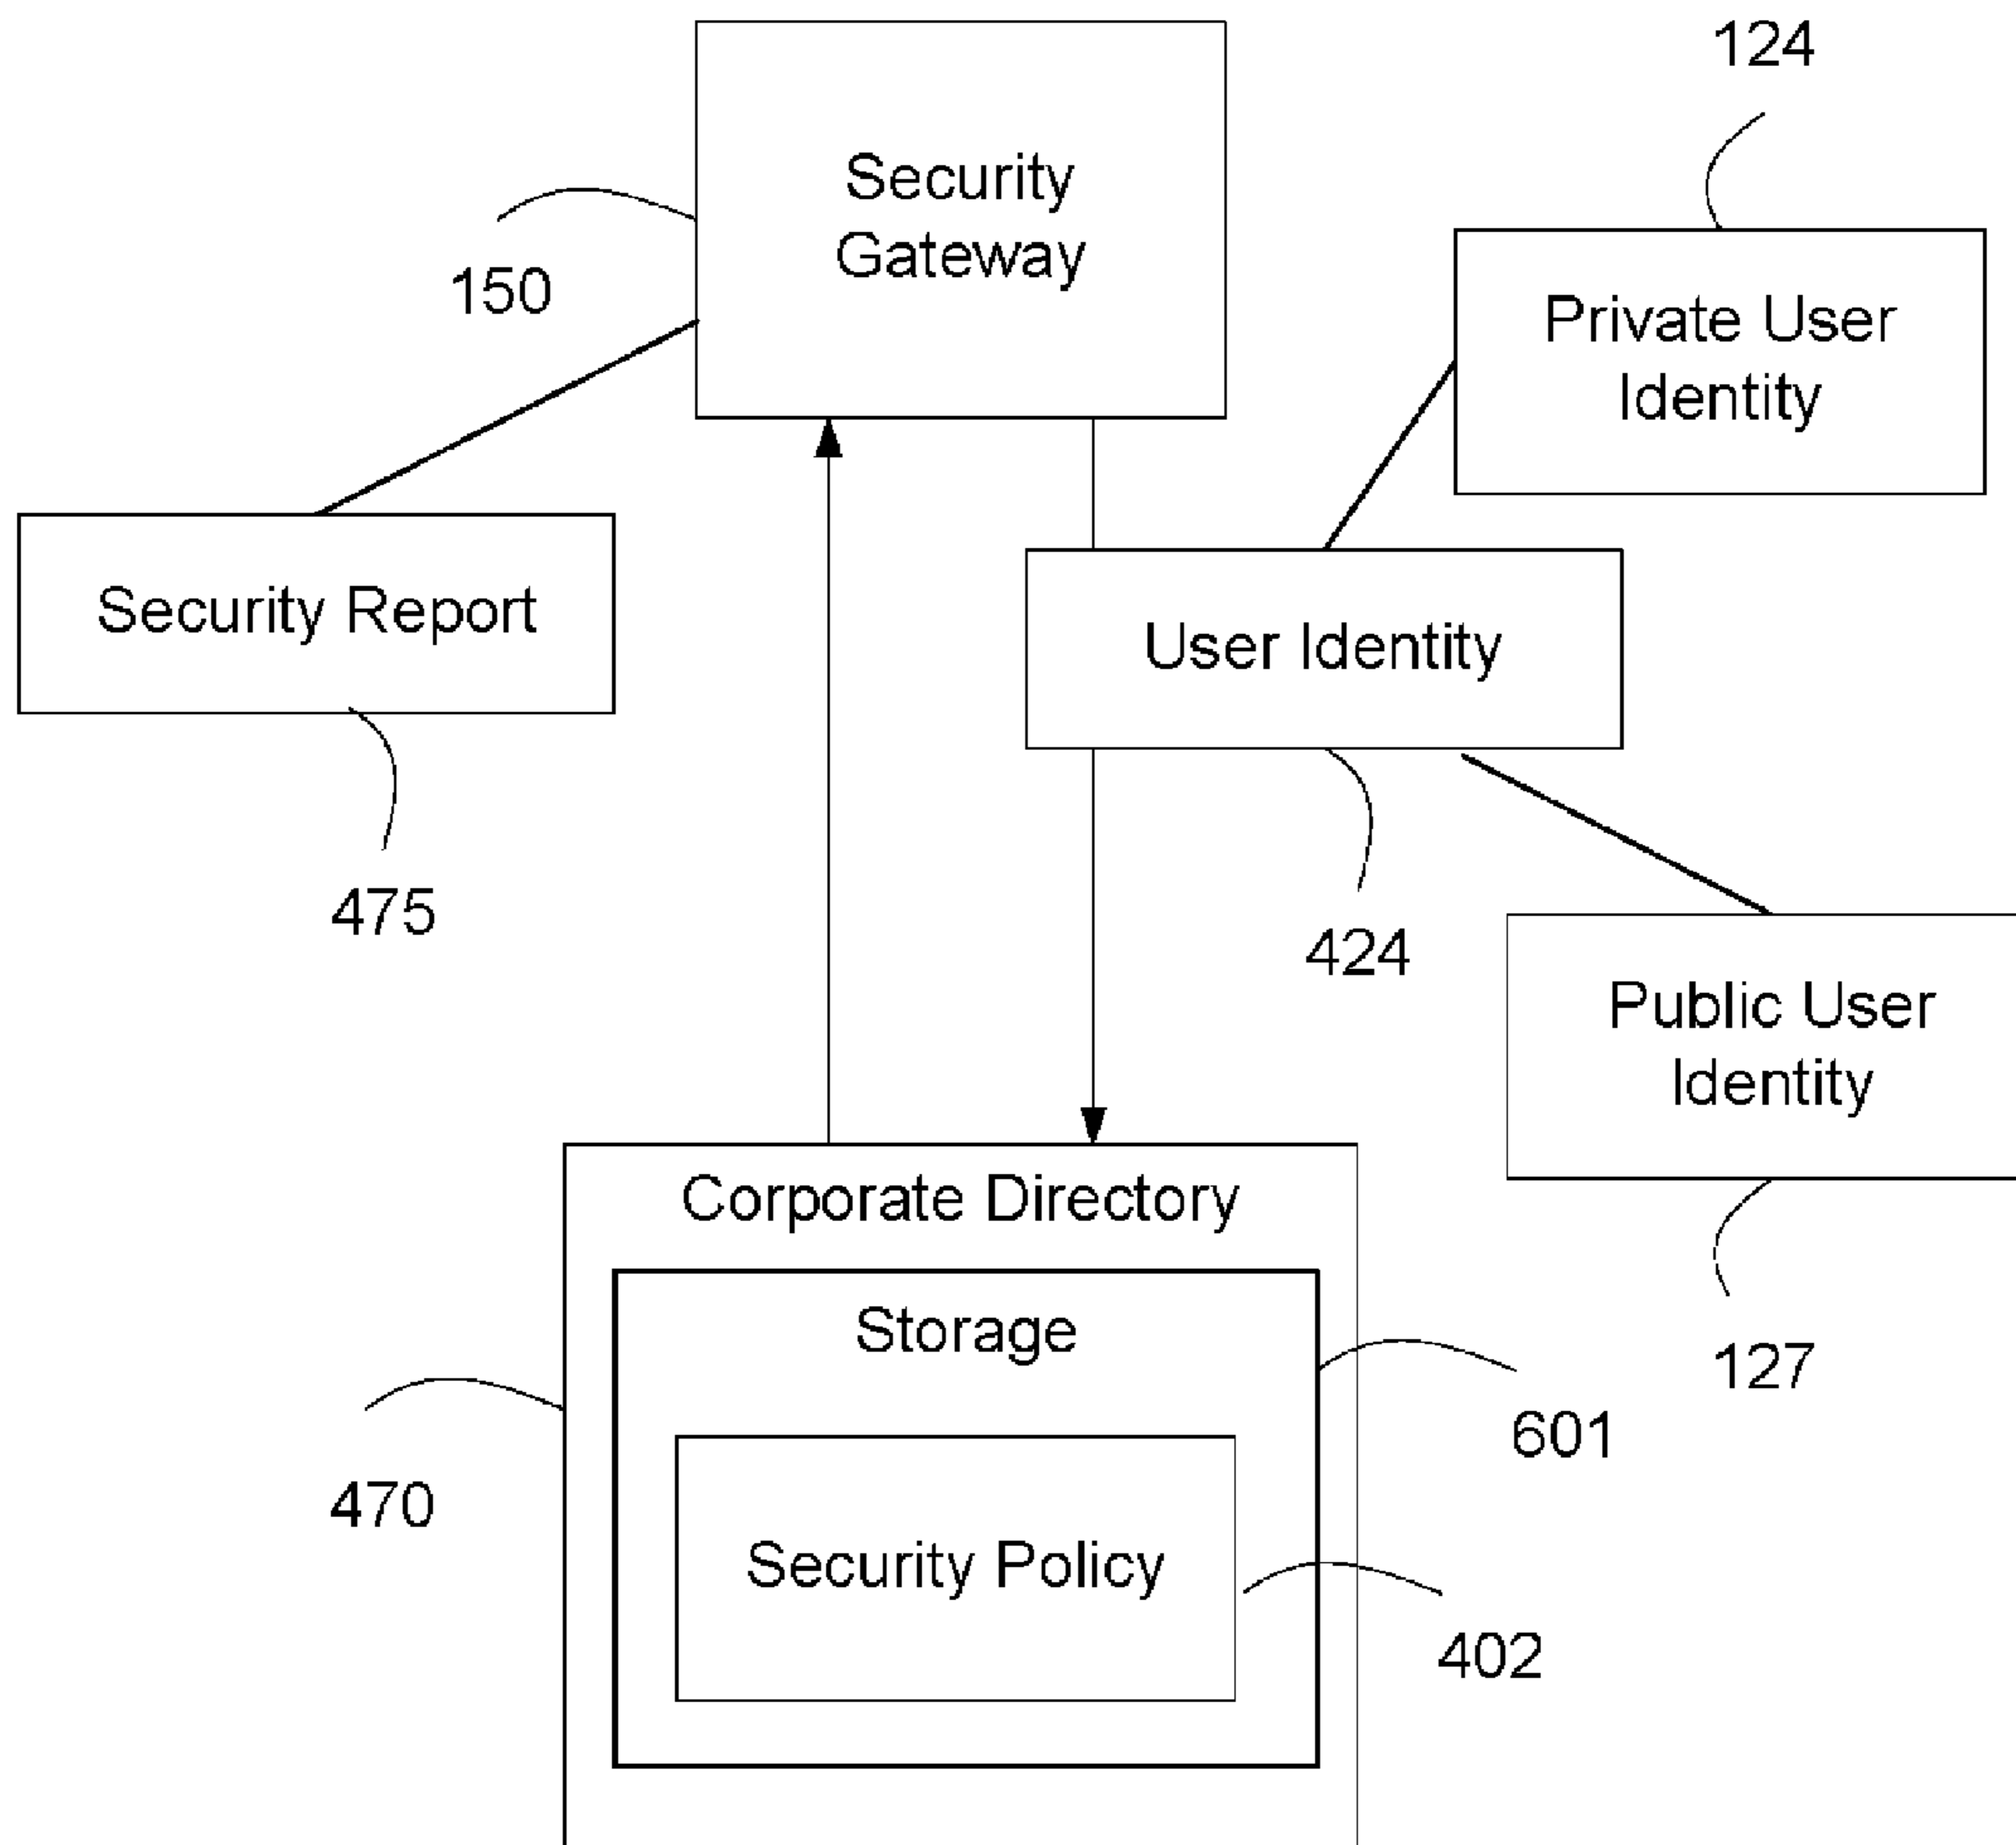 124
Security
Gateway
150
Private User
Identity
Security Report
User Identity
475
424
Public User
Identity
127
Corporate Directory
Storage
601
470
Security Policy
402